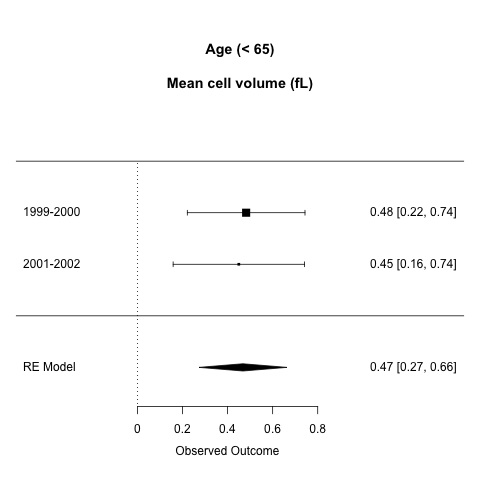 Age (< 65)
Mean cell volume (fL)
1999-2000 0.48 [0.22, 0.74]
2001-2002 0.45 [0.16, 0.74]
RE Model 0.47 [0.27, 0.66]
0 0.2 0.4 0.6 0.8
Observed Outcome